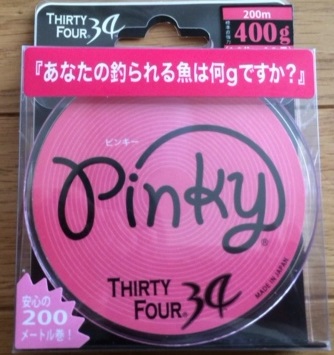 THIRTY FOUR 34
200m
400g
『あなたの釣られる魚は何gですか?』
ピンキー
Pinky®
THIRTY
FOUR® 34
MADE IN JAPAN
安心の
200
メートル巻!